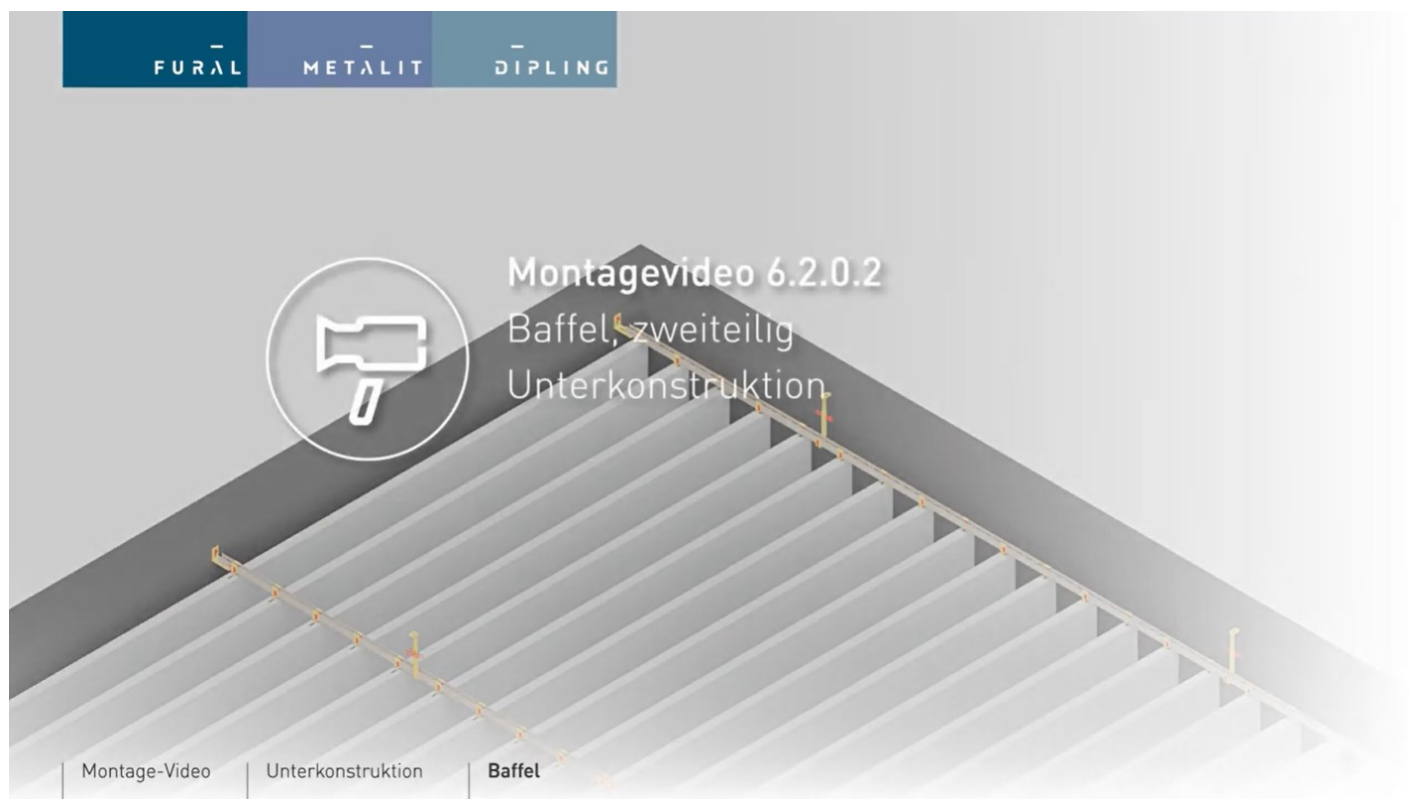 FURAL
METALIT
DIPLING
Montagevideo 6.2.0.2
Baffel, zweiteilig
Unterkonstruktion
Montage-Video
Unterkonstruktion
Baffel